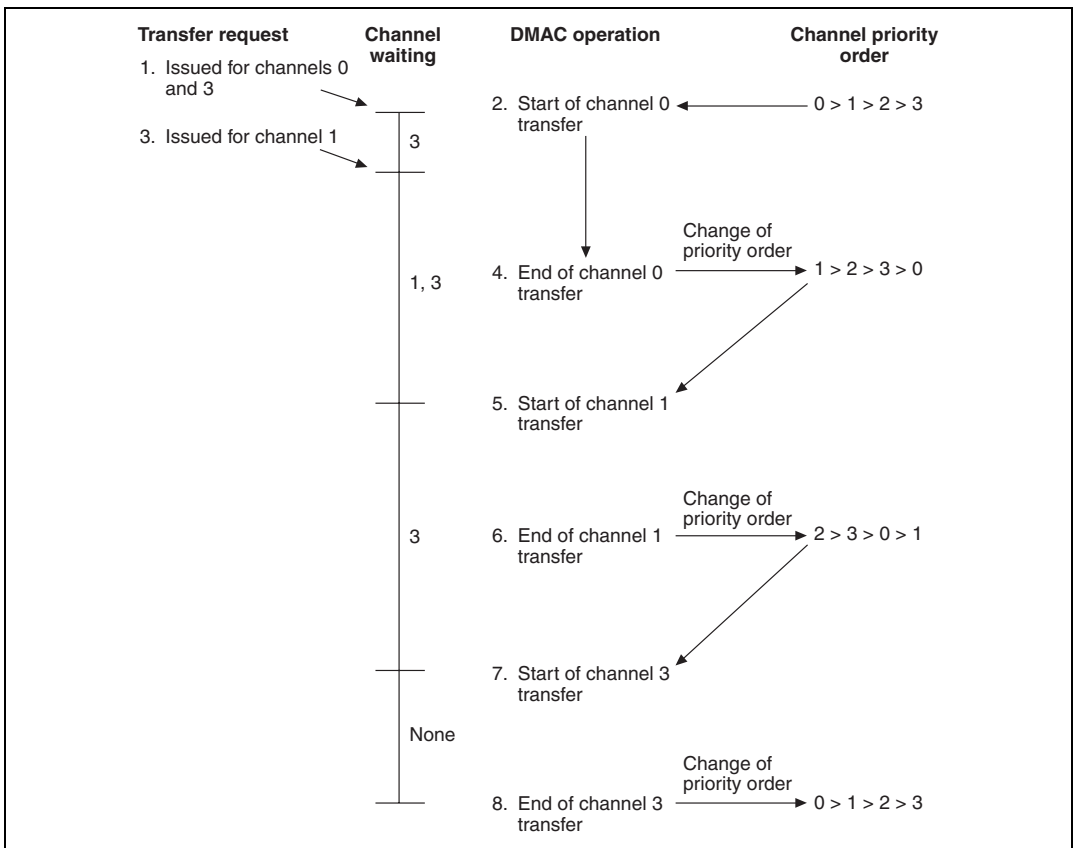 Transfer request
Channel
waiting
DMAC operation
Channel priority
order
1. Issued for channels 0
and 3
2. Start of channel 0
transfer
0 > 1 > 2 > 3
3. Issued for channel 1
3
1, 3
4. End of channel 0
transfer
Change of
priority order
1 > 2 > 3 > 0
5. Start of channel 1
transfer
3
6. End of channel 1
transfer
Change of
priority order
2 > 3 > 0 > 1
7. Start of channel 3
transfer
None
8. End of channel 3
transfer
Change of
priority order
0 > 1 > 2 > 3